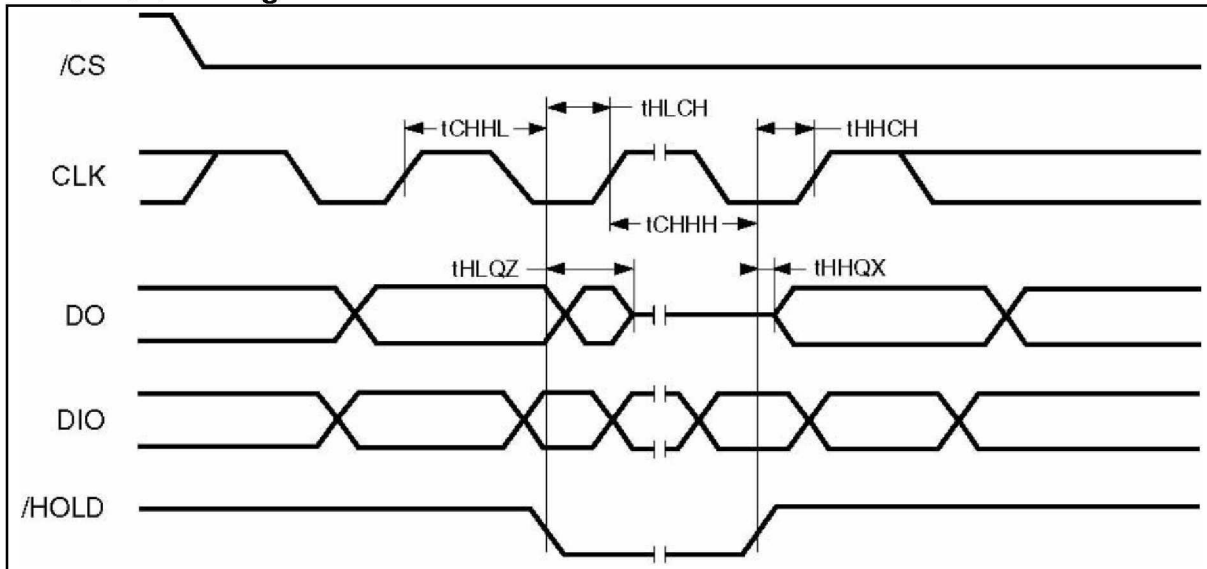 /CS
tHLCH
tCHHL
tHHCH
CLK
tCHHH
tHLQZ
tHHQX
DO
DIO
/HOLD